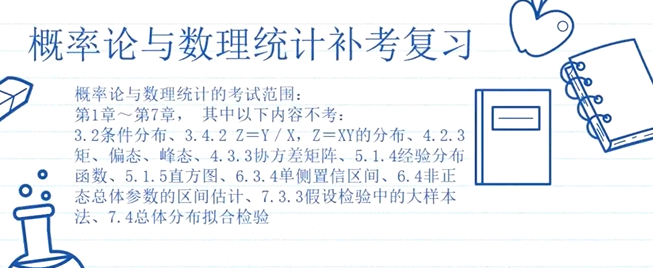 概率论与数理统计补考复习
概率论与数理统计的考试范围：
第1章～第7章， 其中以下内容不考：
3.2条件分布、3.4.2 Z＝Y／X，Z＝XY的分布、4.2.3
矩、偏态、峰态、4.3.3协方差矩阵、5.1.4经验分布
函数、5.1.5直方图、6.3.4单侧置信区间、6.4非正
态总体参数的区间估计、7.3.3假设检验中的大样本
法、7.4总体分布拟合检验